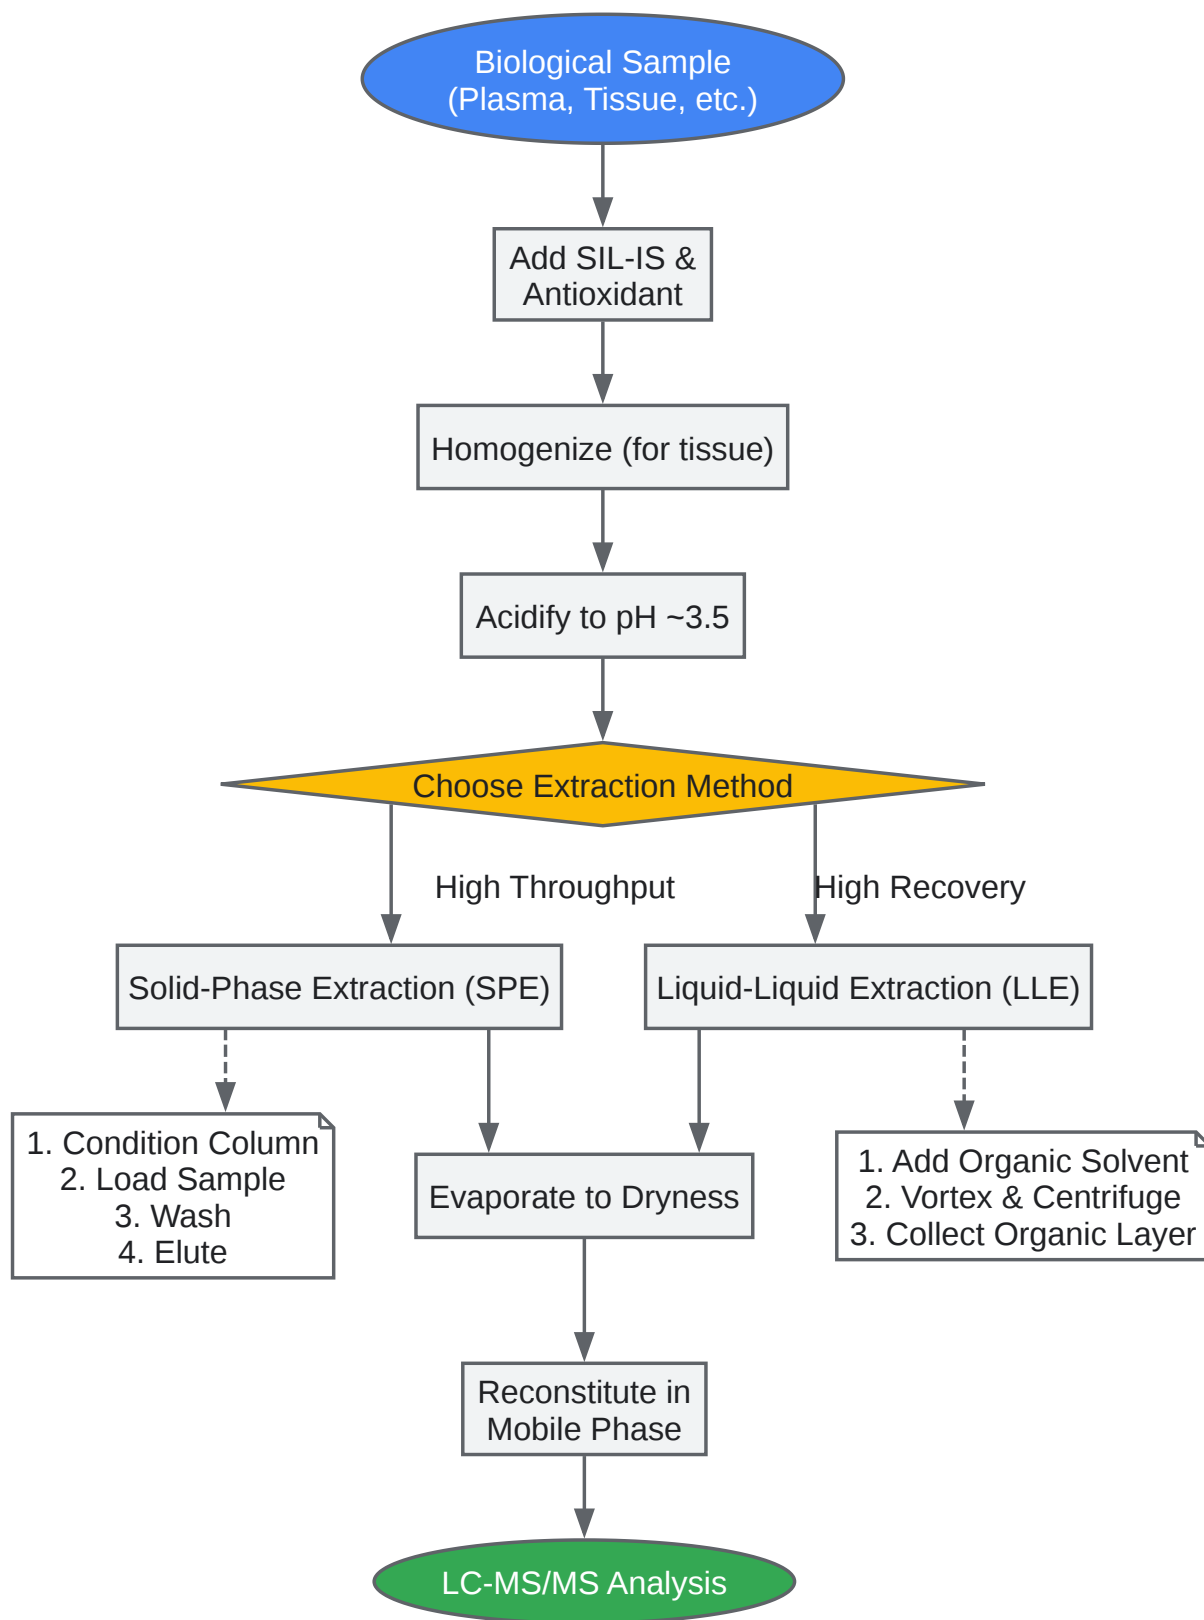 Biological Sample
(Plasma, Tissue, etc.)
Add SIL-IS &
Antioxidant
Homogenize (for tissue)
Acidify to pH ~3.5
Choose Extraction Method
High Throughput
High Recovery
Solid-Phase Extraction (SPE)
Liquid-Liquid Extraction (LLE)
1. Condition Column
2. Load Sample
3. Wash
4. Elute
Evaporate to Dryness
1. Add Organic Solvent
2. Vortex & Centrifuge
3. Collect Organic Layer
Reconstitute in
Mobile Phase
LC-MS/MS Analysis